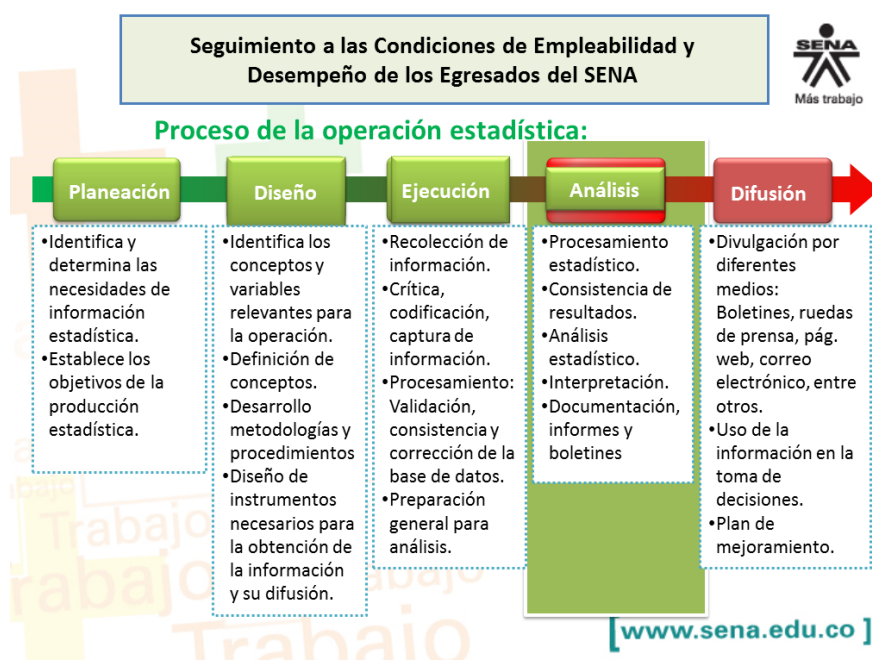 Seguimiento a las Condiciones de Empleabilidad y
Desempeño de los Egresados del SENA
SENA
Más trabajo
Proceso de la operación estadística:
Planeación
•Identifica y
determina las
necesidades de
información
estadística.
•Establece los
objetivos de la
producción
estadística.
Diseño
•Identifica los
conceptos y
variables
relevantes para
la operación.
•Definición de
conceptos.
•Desarrollo
metodologías y
procedimientos
•Diseño de
instrumentos
necesarios para
la obtención de
la información
y su difusión.
Ejecución
•Recolección de
información.
•Crítica,
codificación,
captura de
información.
•Procesamiento:
Validación,
consistencia y
corrección de la
base de datos.
•Preparación
general para
análisis.
Análisis
•Procesamiento
estadístico.
•Consistencia de
resultados.
•Análisis
estadístico.
•Interpretación.
•Documentación,
informes y
boletines
Difusión
•Divulgación por
diferentes
medios:
Boletines, ruedas
de prensa, pág.
web, correo
electrónico, entre
otros.
•Uso de la
información en la
toma de
decisiones.
•Plan de
mejoramiento.
Trabajo
rabajo
abajo
Trabajo
[www.sena.edu.co]